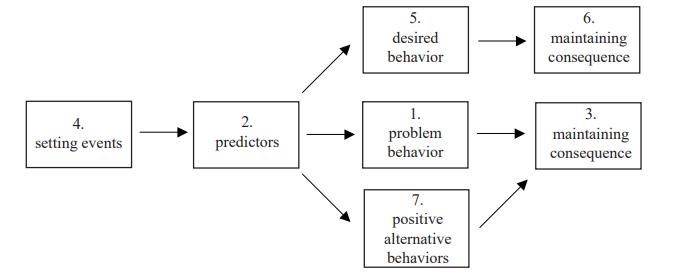 5.
desired
behavior
6.
maintaining
consequence
4.
setting events
2.
predictors
1.
problem
behavior
3.
maintaining
consequence
7.
positive
alternative
behaviors